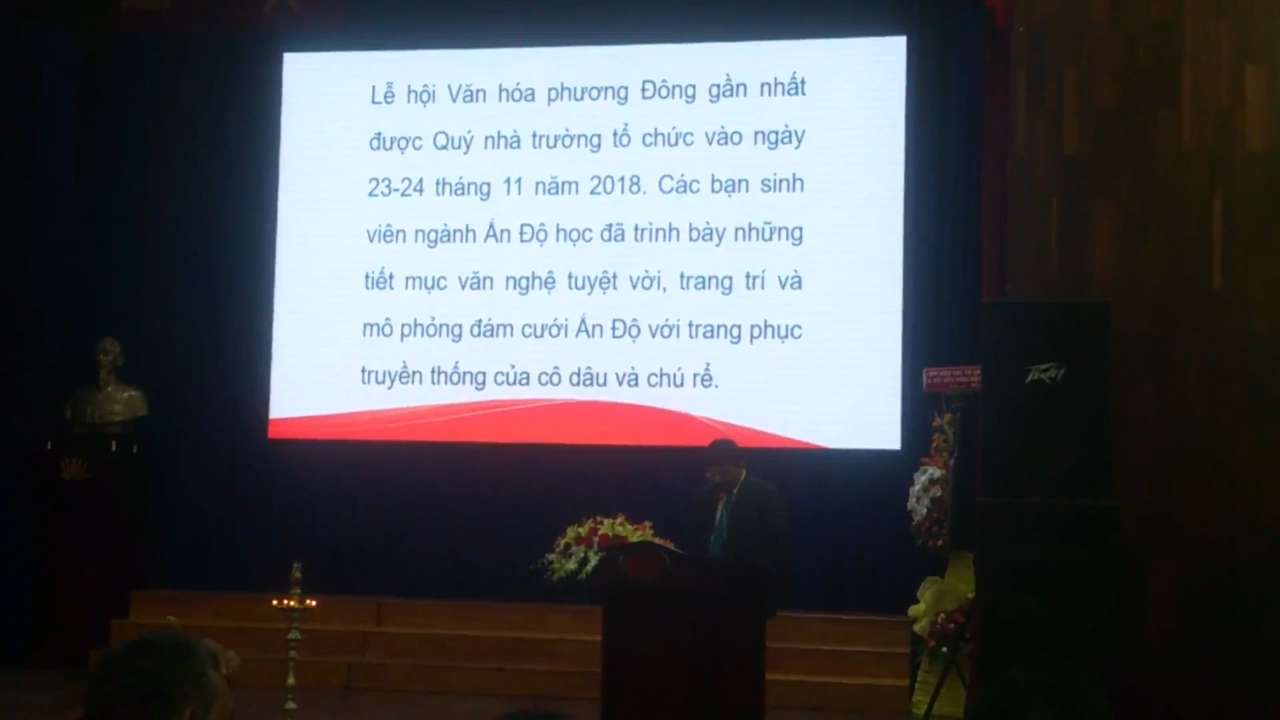 Lễ hội Văn hóa phương Đông gần nhất
được Quý nhà trường tổ chức vào ngày
23-24 tháng 11 năm 2018. Các bạn sinh
viên ngành Ấn Độ học đã trình bày những
tiết mục văn nghệ tuyệt vời, trang trí và
mô phỏng đám cưới Ấn Độ với trang phục
truyền thống của cô dâu và chú rể.
PEAVEY